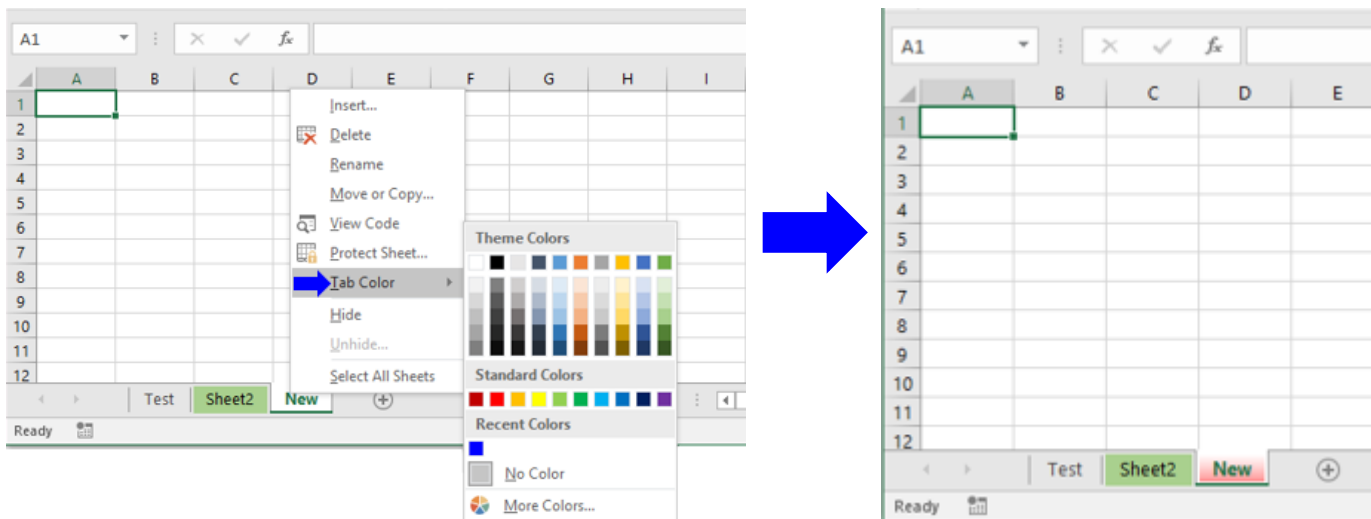 A1 fx
A B C D E F G H I
1
2
3
4
5
6
7
8
9
10
11
12
Insert...
Delete
Rename
Move or Copy...
View Code
Protect Sheet...
Tab Color
Hide
Unhide...
Select All Sheets
Theme Colors
Standard Colors
Recent Colors
No Color
More Colors...
Test Sheet2 New
Ready
A1 fx
A B C D E
1
2
3
4
5
6
7
8
9
10
11
12
Test Sheet2 New
Ready